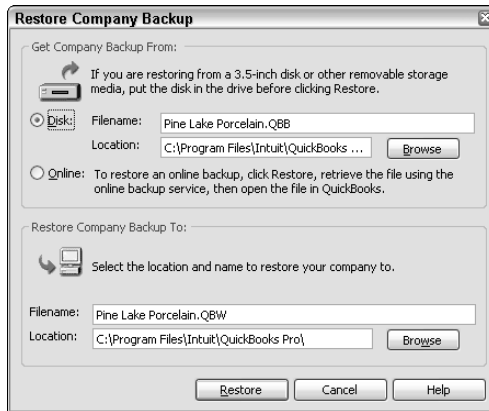 Restore Company Backup
Get Company Backup From:
If you are restoring from a 3.5-inch disk or other removable storage
media, put the disk in the drive before clicking Restore.
Disk:
Filename:
Pine Lake Porcelain.QBB
Location:
C:\Program Files\Intuit\QuickBooks ...
Browse
Online:
To restore an online backup, click Restore, retrieve the file using the
online backup service, then open the file in QuickBooks.
Restore Company Backup To:
Select the location and name to restore your company to.
Filename:
Pine Lake Porcelain.QBW
Location:
C:\Program Files\Intuit\QuickBooks Pro\
Browse
Restore
Cancel
Help